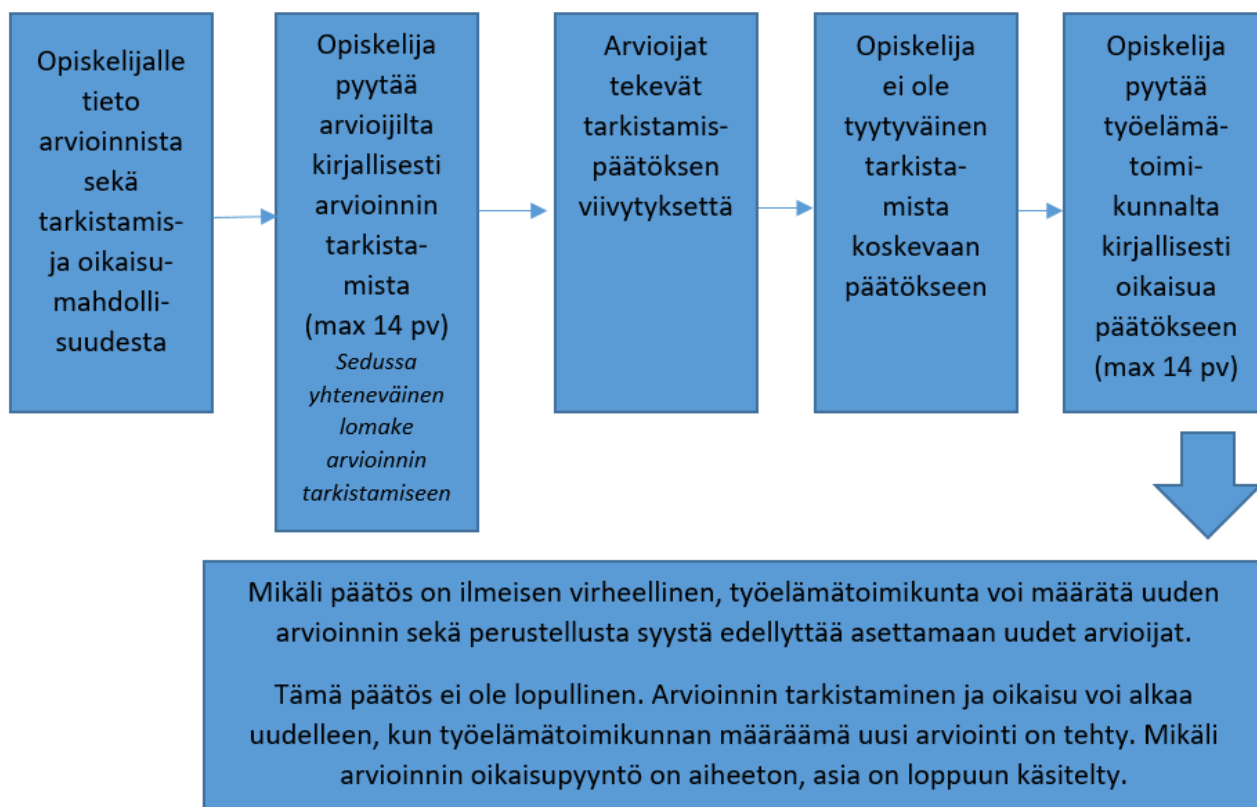 Opiskelijalle
tieto
arvioinnista
sekä
tarkistamis-
ja oikaisu-
mahdolli-
suudesta
Opiskelija
pyytää
arvioijilta
kirjallisesti
arvioinnin
tarkista-
mista
(max 14 pv)
Sedussa
yhteneväinen
lomake
arvioinnin
tarkistamiseen
Arvioijat
tekevät
tarkistamis-
päätöksen
viivytyksettä
Opiskelija
ei ole
tyytyväinen
tarkista-
mista
koskevaan
päätökseen
Opiskelija
pyytää
työelämä-
toimi-
kunnalta
kirjallisesti
oikaisua
päätökseen
(max 14 pv)
Mikäli päätös on ilmeisen virheellinen, työelämätoimikunta voi määrätä uuden
arvioinnin sekä perustellusta syystä edellyttää asettamaan uudet arvioijat.
Tämä päätös ei ole lopullinen. Arvioinnin tarkistaminen ja oikaisu voi alkaa
uudelleen, kun työelämätoimikunnan määräämä uusi arviointi on tehty. Mikäli
arvioinnin oikaisupyyntö on aiheeton, asia on loppuun käsitelty.